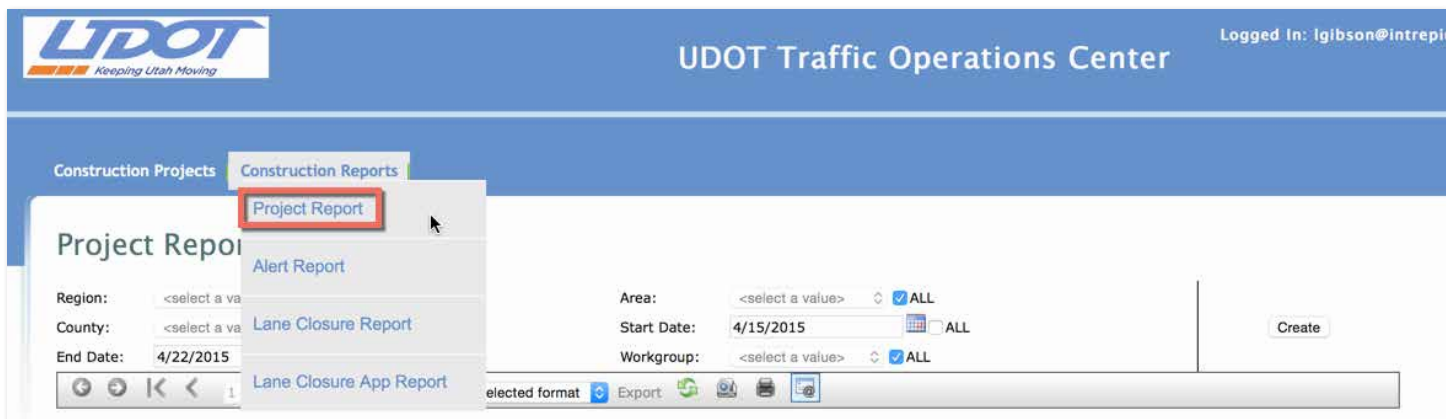 UDOT
Keeping Utah Moving
UDOT Traffic Operations Center
Logged In: lgibson@intrepi
Construction Projects
Construction Reports
Project Report
Alert Report
Lane Closure Report
Lane Closure App Report
Project Repor
Region: <select a va
Area: <select a value> ALL
County: <select a va
Start Date: 4/15/2015 ALL
Create
End Date: 4/22/2015
Workgroup: <select a value> ALL
1
elected format Export